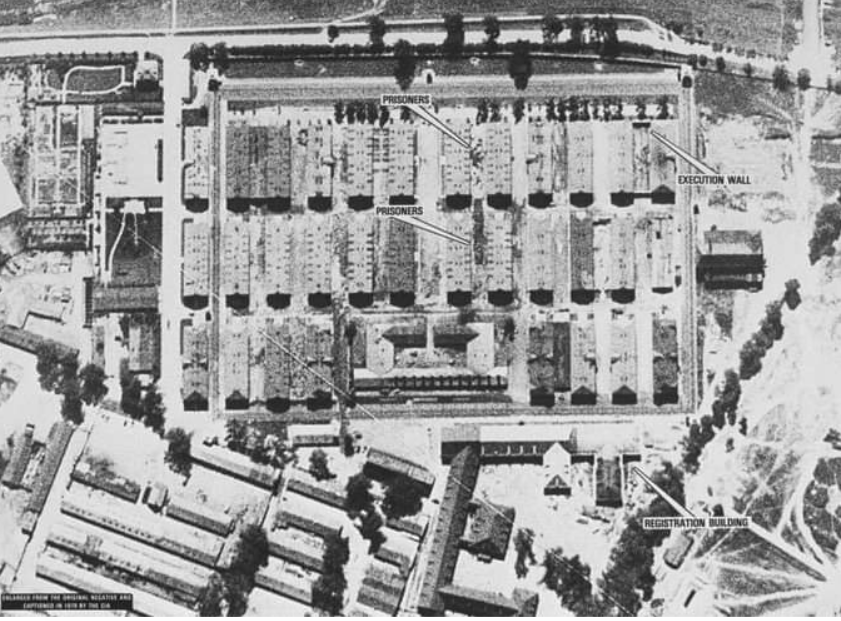 PRISONERS
EXECUTION WALL
PRISONERS
REGISTRATION BUILDING
ENLARGED FROM THE ORIGINAL NEGATIVE AND
CAPTIONED IN 1978 BY THE CIA